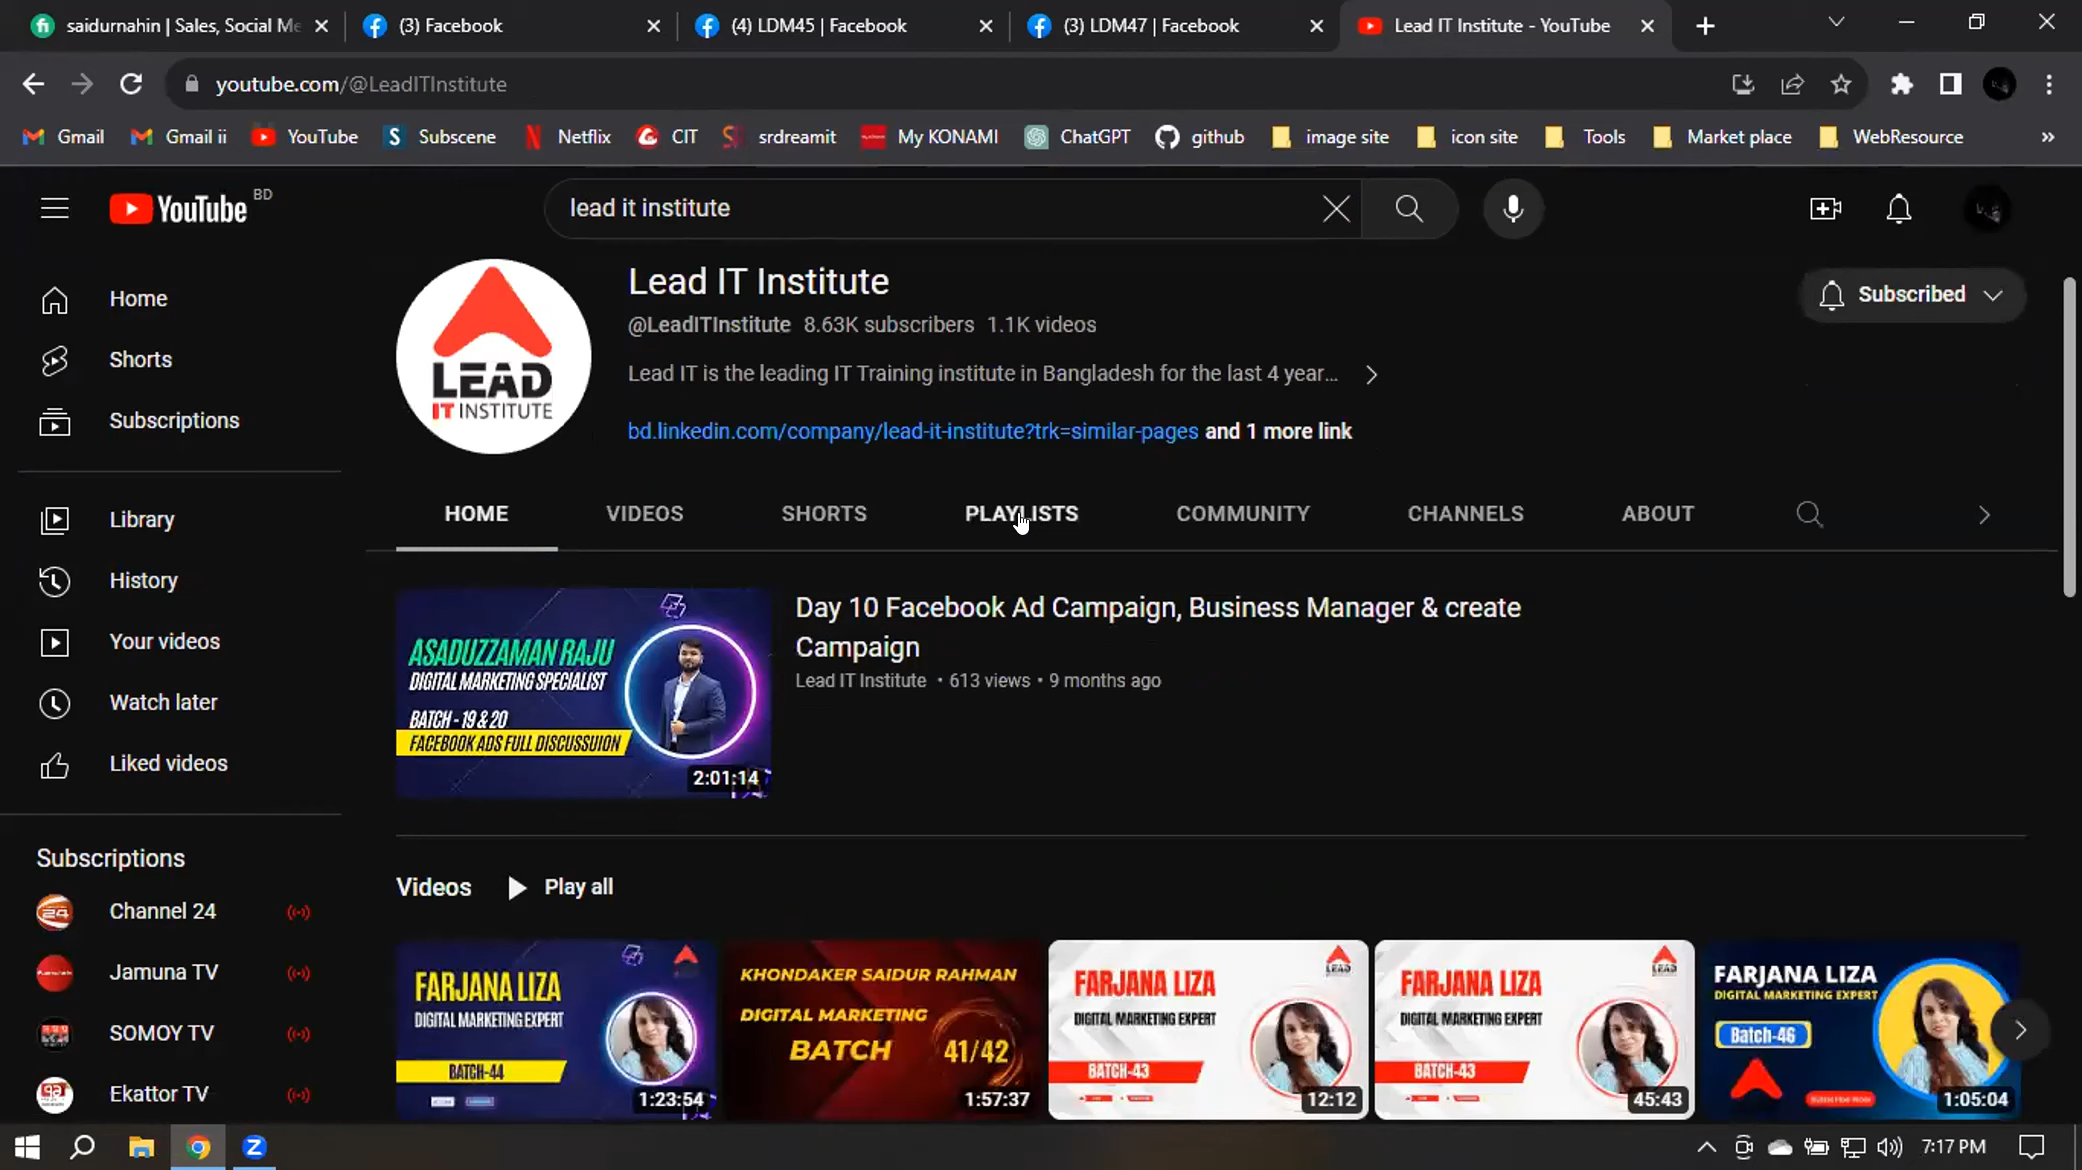 saidurnahin | Sales, Social Me
(3) Facebook
(4) LDM45 | Facebook
(3) LDM47 | Facebook
Lead IT Institute - YouTube
youtube.com/@LeadITInstitute
Gmail
Gmail ii
YouTube
Subscene
Netflix
CIT
srdreamit
My KONAMI
ChatGPT
github
image site
icon site
Tools
Market place
WebResource
YouTube BD
lead it institute
Home
Shorts
Subscriptions
Library
History
Your videos
Watch later
Liked videos
Subscriptions
Channel 24
Jamuna TV
SOMOY TV
Ekattor TV
LEAD
IT INSTITUTE
Lead IT Institute
@LeadITInstitute 8.63K subscribers 1.1K videos
Lead IT is the leading IT Training institute in Bangladesh for the last 4 year...
bd.linkedin.com/company/lead-it-institute?trk=similar-pages and 1 more link
Subscribed
HOME
VIDEOS
SHORTS
PLAYLISTS
COMMUNITY
CHANNELS
ABOUT
ASADUZZAMAN RAJU
DIGITAL MARKETING SPECIALIST
BATCH - 19 & 20
FACEBOOK ADS FULL DISCUSSUION
2:01:14
Day 10 Facebook Ad Campaign, Business Manager & create
Campaign
Lead IT Institute • 613 views • 9 months ago
Videos
Play all
FARJANA LIZA
DIGITAL MARKETING EXPERT
BATCH-44
1:23:54
KHONDAKER SAIDUR RAHMAN
DIGITAL MARKETING
BATCH 41/42
1:57:37
FARJANA LIZA
DIGITAL MARKETING EXPERT
BATCH-43
LEAD
12:12
FARJANA LIZA
DIGITAL MARKETING EXPERT
BATCH-43
LEAD
45:43
FARJANA LIZA
DIGITAL MARKETING EXPERT
Batch-46
1:05:04
7:17 PM